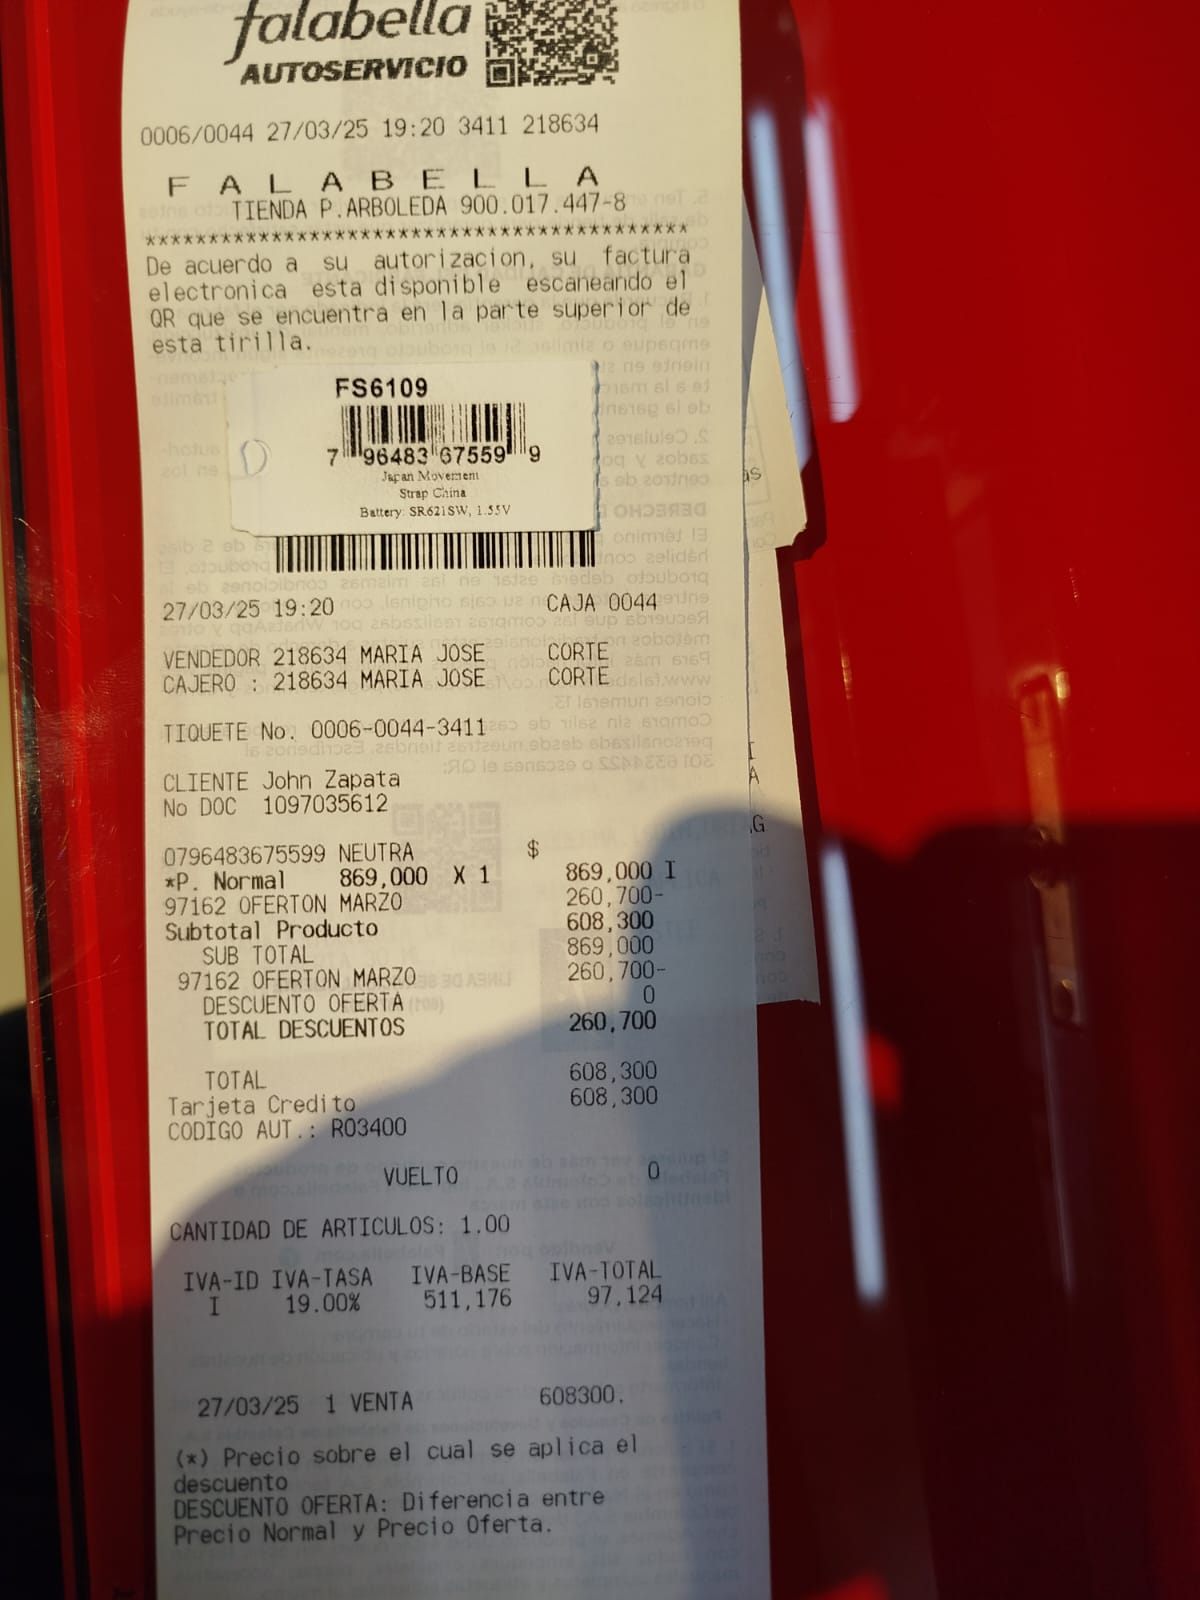 falabella
AUTOSERVICIO
0006/0044 27/03/25 19:20 3411 218634
F A L A B E L L A
TIENDA P.ARBOLEDA 900.017.447-8
*******************************************
De acuerdo a su autorizacion, su factura
electronica esta disponible escaneando el
QR que se encuentra en la parte superior de
esta tirilla.
FS6109
7 96483 67559 9
Japan Movement
Strap China
Battery: SR621SW, 1.55V
27/03/25 19:20 CAJA 0044
VENDEDOR 218634 MARIA JOSE CORTE
CAJERO : 218634 MARIA JOSE CORTE
TIQUETE No. 0006-0044-3411
CLIENTE John Zapata
No DOC 1097035612
0796483675599 NEUTRA $
*P. Normal 869,000 X 1 869,000 I
97162 OFERTON MARZO 260,700-
Subtotal Producto 608,300
SUB TOTAL 869,000
97162 OFERTON MARZO 260,700-
DESCUENTO OFERTA 0
TOTAL DESCUENTOS 260,700
TOTAL 608,300
Tarjeta Credito 608,300
CODIGO AUT.: R03400
VUELTO 0
CANTIDAD DE ARTICULOS: 1.00
IVA-ID IVA-TASA IVA-BASE IVA-TOTAL
I 19.00% 511,176 97,124
27/03/25 1 VENTA 608300.
(*) Precio sobre el cual se aplica el
descuento
DESCUENTO OFERTA: Diferencia entre
Precio Normal y Precio Oferta.